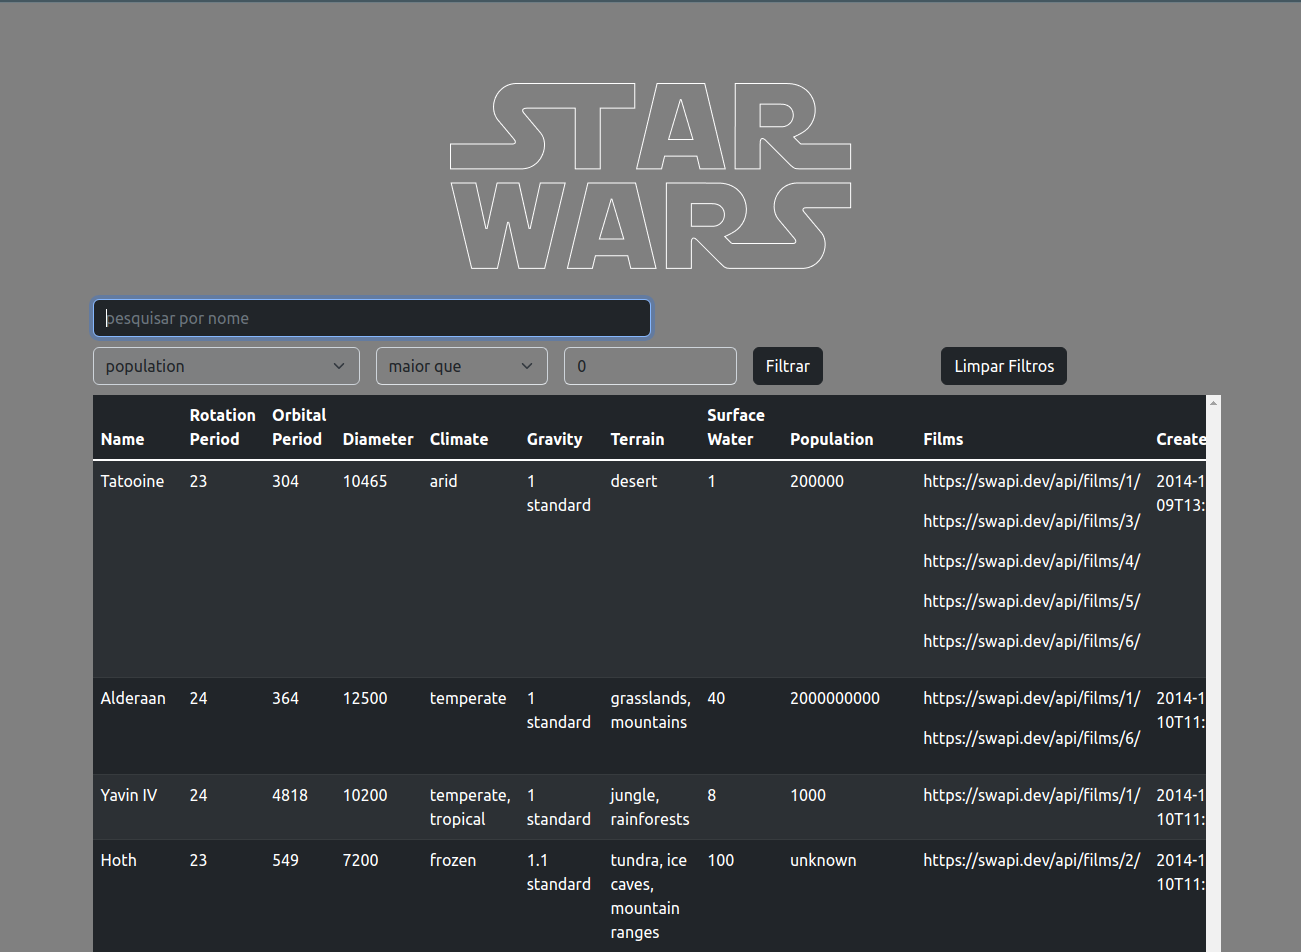 STAR
WARS
pesquisar por nome
population maior que 0 Filtrar Limpar Filtros
Name Rotation Period Orbital Period Diameter Climate Gravity Terrain Surface Water Population Films Create
Tatooine 23 304 10465 arid 1 standard desert 1 200000 https://swapi.dev/api/films/1/ 2014-1
09T13:
https://swapi.dev/api/films/3/
https://swapi.dev/api/films/4/
https://swapi.dev/api/films/5/
https://swapi.dev/api/films/6/
Alderaan 24 364 12500 temperate 1 standard grasslands, mountains 40 2000000000 https://swapi.dev/api/films/1/ 2014-1
10T11:
https://swapi.dev/api/films/6/
Yavin IV 24 4818 10200 temperate, tropical 1 standard jungle, rainforests 8 1000 https://swapi.dev/api/films/1/ 2014-1
10T11:
Hoth 23 549 7200 frozen 1.1 standard tundra, ice caves, mountain ranges 100 unknown https://swapi.dev/api/films/2/ 2014-1
10T11: